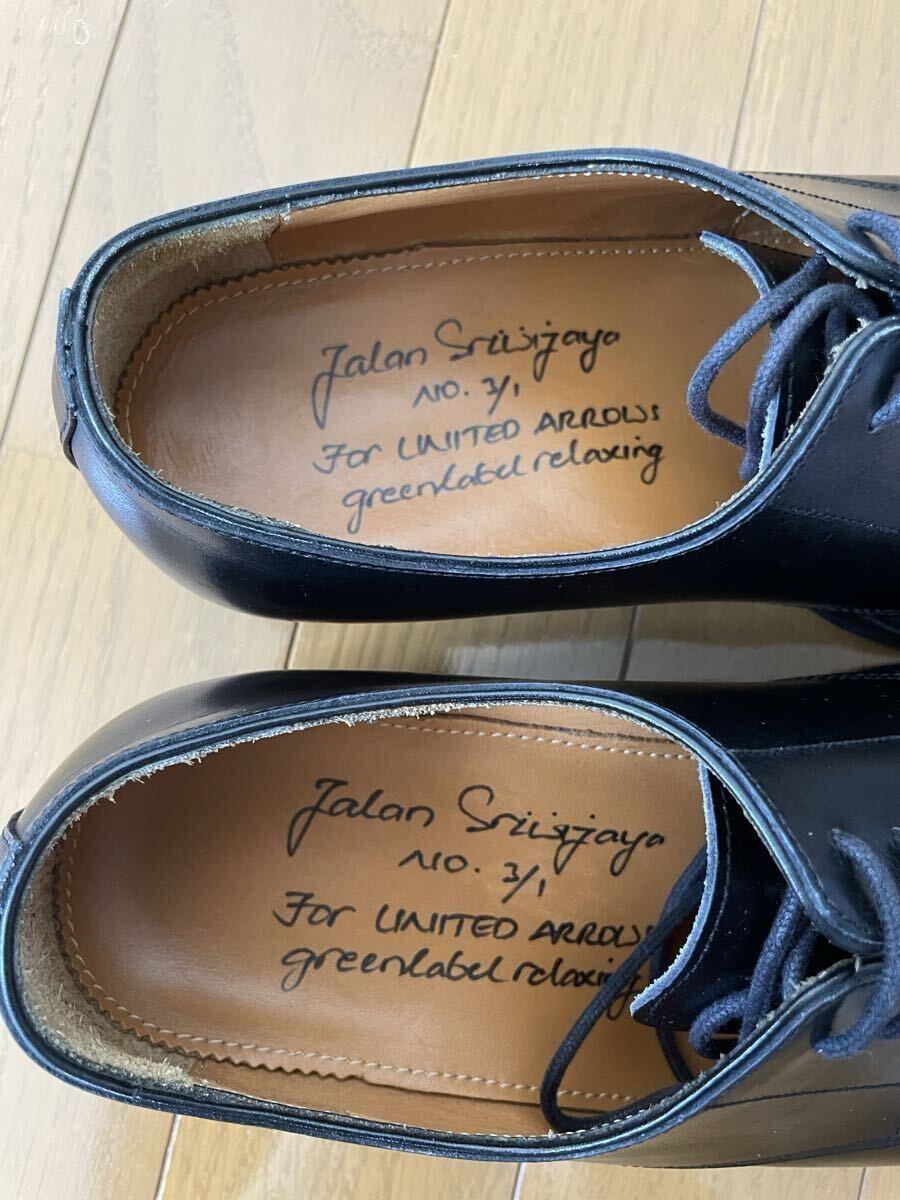 Jalan Sriwijaya
NO. 3/1
For UNITED ARROWS
greenlabel relaxing
Jalan Sriwijaya
NO. 3/1
For UNITED ARROWS
greenlabel relaxing